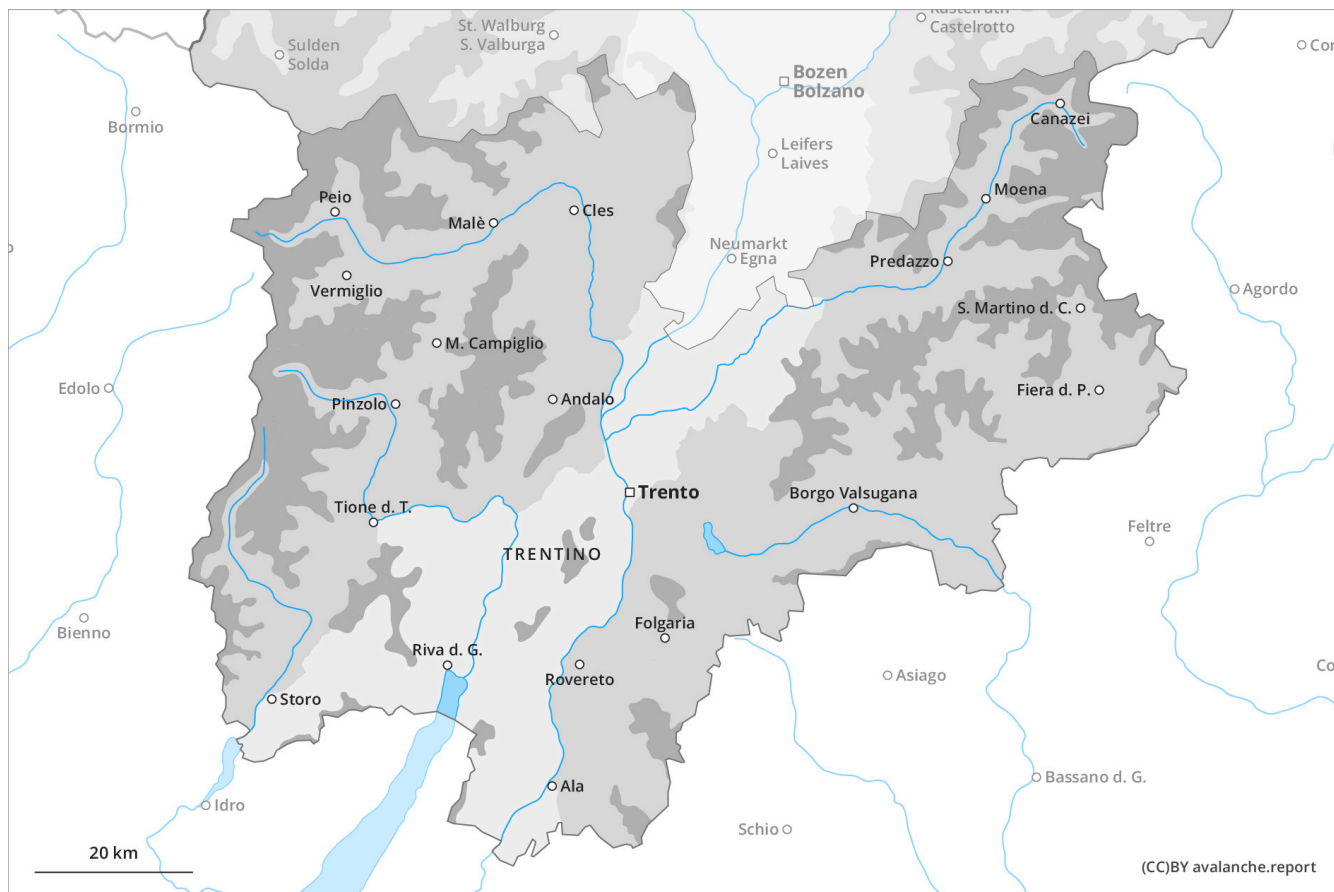 Kastelruth
Castelrotto
St. Walburg
S. Valburga
Sulden
Solda
Cor
Bozen
Bolzano
Bormio
Canazei
Leifers
Laives
Moena
Peio
Malè
Cles
Neumarkt
Egna
Predazzo
Vermiglio
Agordo
S. Martino d. C.
M. Campiglio
Edolo
Fiera d. P.
Pinzolo
Andalo
Trento
Borgo Valsugana
Tione d. T.
Feltre
TRENTINO
Bienno
Folgaria
Riva d. G.
Rovereto
Asiago
Co
Storo
Ala
Bassano d. G.
Idro
Schio
20 km
(CC)BY avalanche.report